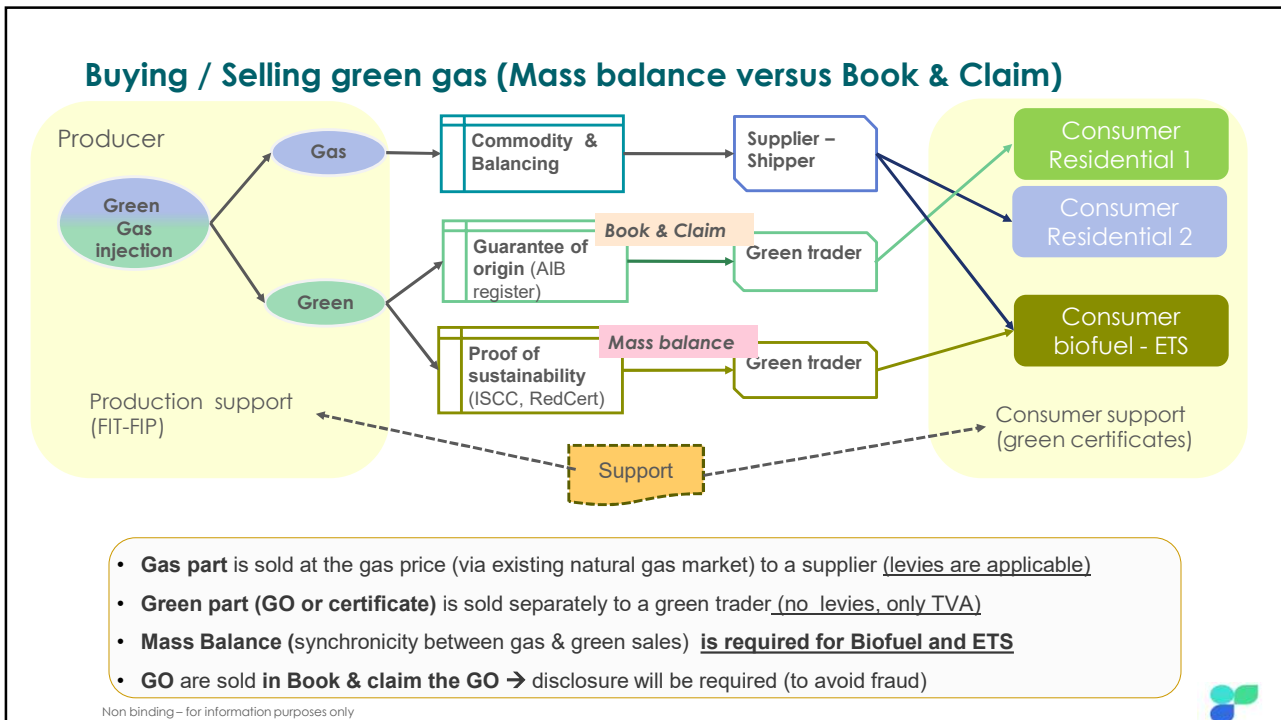 Buying / Selling green gas (Mass balance versus Book & Claim)
Producer
Green
Gas
injection
Gas
Green
Commodity &
Balancing
Supplier –
Shipper
Book & Claim
Guarantee of
origin (AIB
register)
Green trader
Mass balance
Proof of
sustainability
(ISCC, RedCert)
Green trader
Consumer
Residential 1
Consumer
Residential 2
Consumer
biofuel - ETS
Production support
(FIT-FIP)
Support
Consumer support
(green certificates)
• Gas part is sold at the gas price (via existing natural gas market) to a supplier (levies are applicable)
• Green part (GO or certificate) is sold separately to a green trader (no levies, only TVA)
• Mass Balance (synchronicity between gas & green sales) is required for Biofuel and ETS
• GO are sold in Book & claim the GO → disclosure will be required (to avoid fraud)
Non binding – for information purposes only